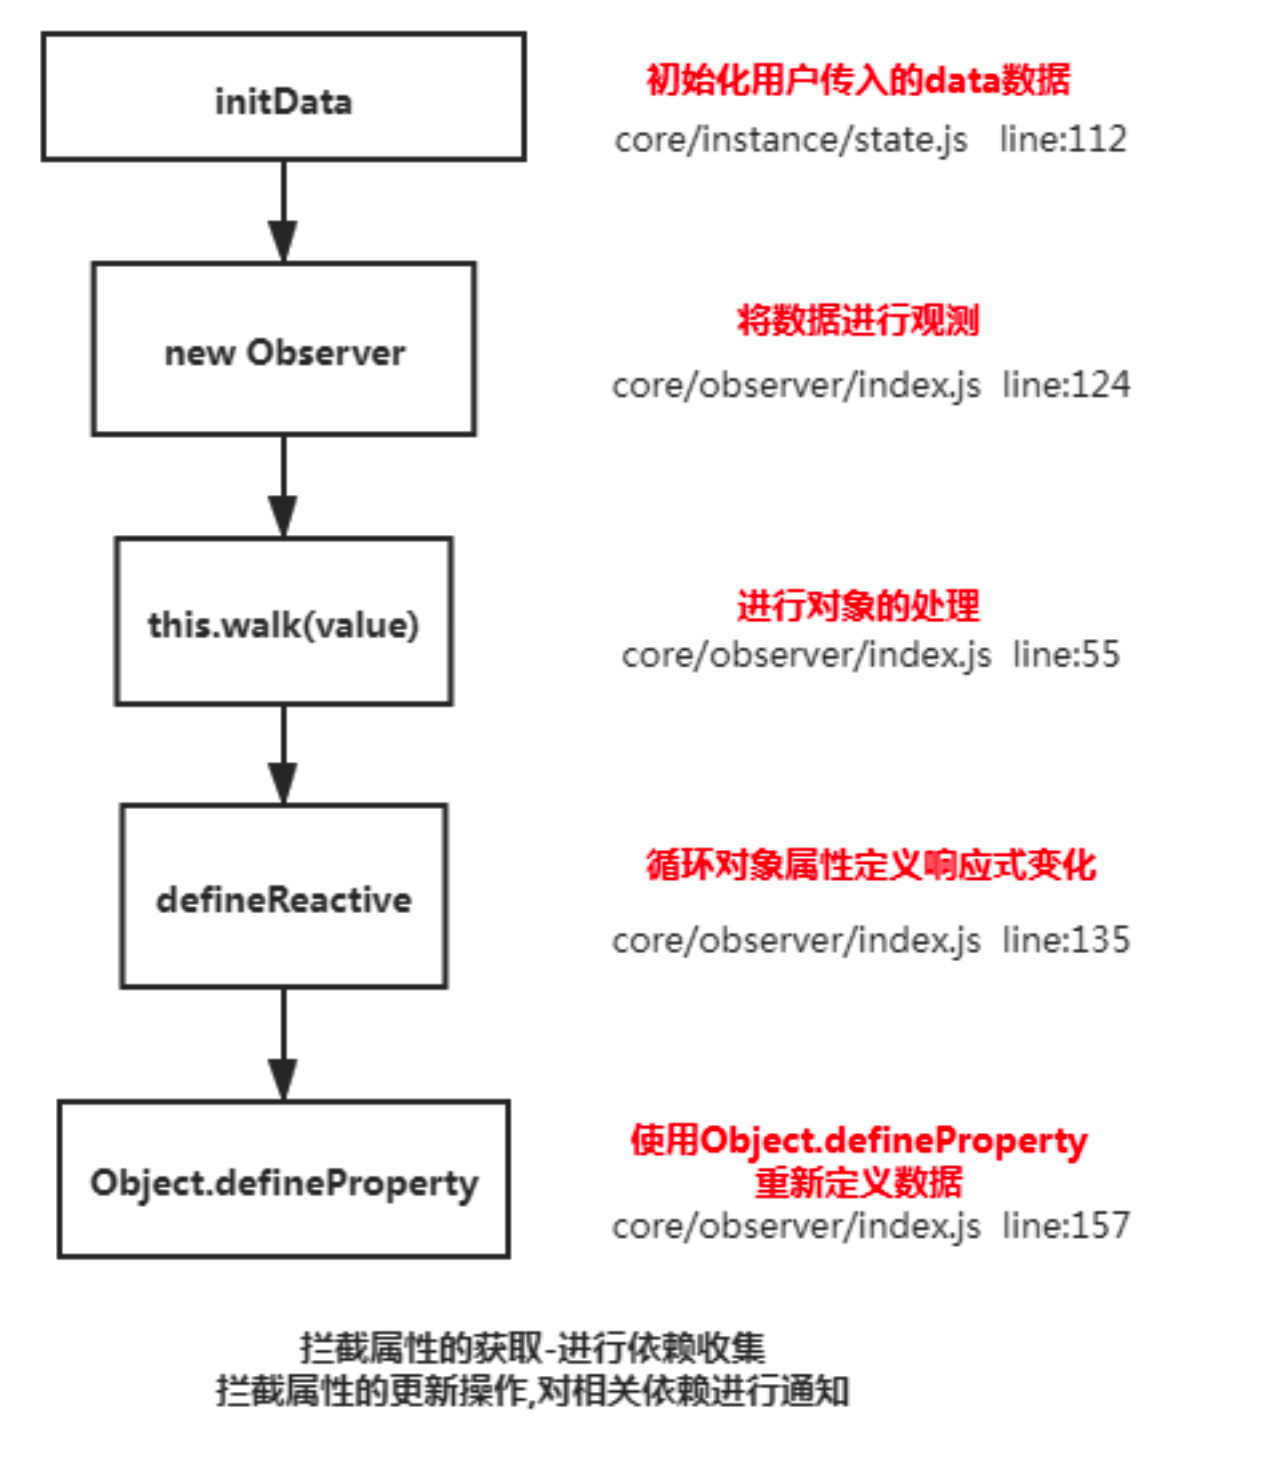 initData
初始化用户传入的data数据
core/instance/state.js line:112
new Observer
将数据进行观测
core/observer/index.js line:124
this.walk(value)
进行对象的处理
core/observer/index.js line:55
defineReactive
循环对象属性定义响应式变化
core/observer/index.js line:135
Object.defineProperty
使用Object.defineProperty
重新定义数据
core/observer/index.js line:157
拦截属性的获取-进行依赖收集
拦截属性的更新操作,对相关依赖进行通知